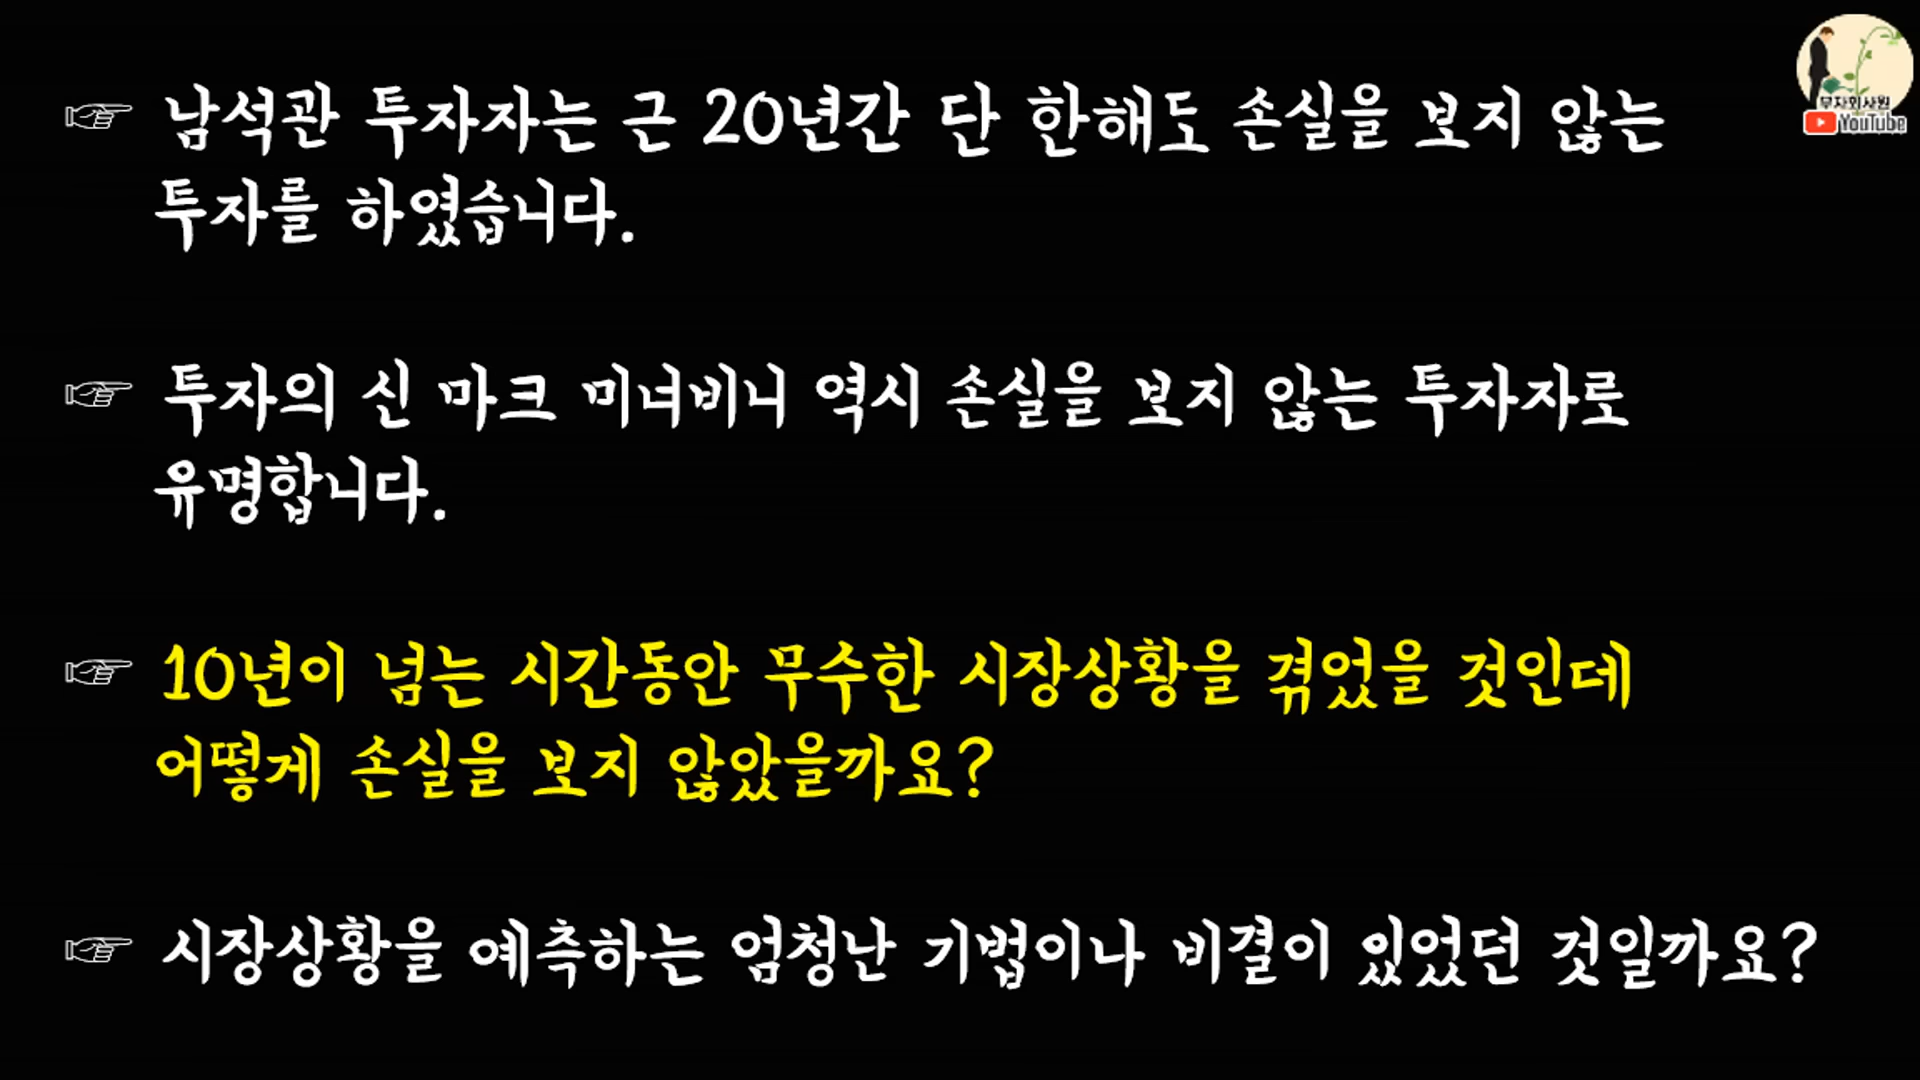 ☞ 남석관 투자자는 근 20년간 단 한해도 손실을 보지 않는
투자를 하였습니다.
☞ 투자의 신 마크 미너비니 역시 손실을 보지 않는 투자자로
유명합니다.
☞ 10년이 넘는 시간동안 무수한 시장상황을 겪었을 것인데
어떻게 손실을 보지 않았을까요?
☞ 시장상황을 예측하는 엄청난 기법이나 비결이 있었던 것일까요?
YouTube